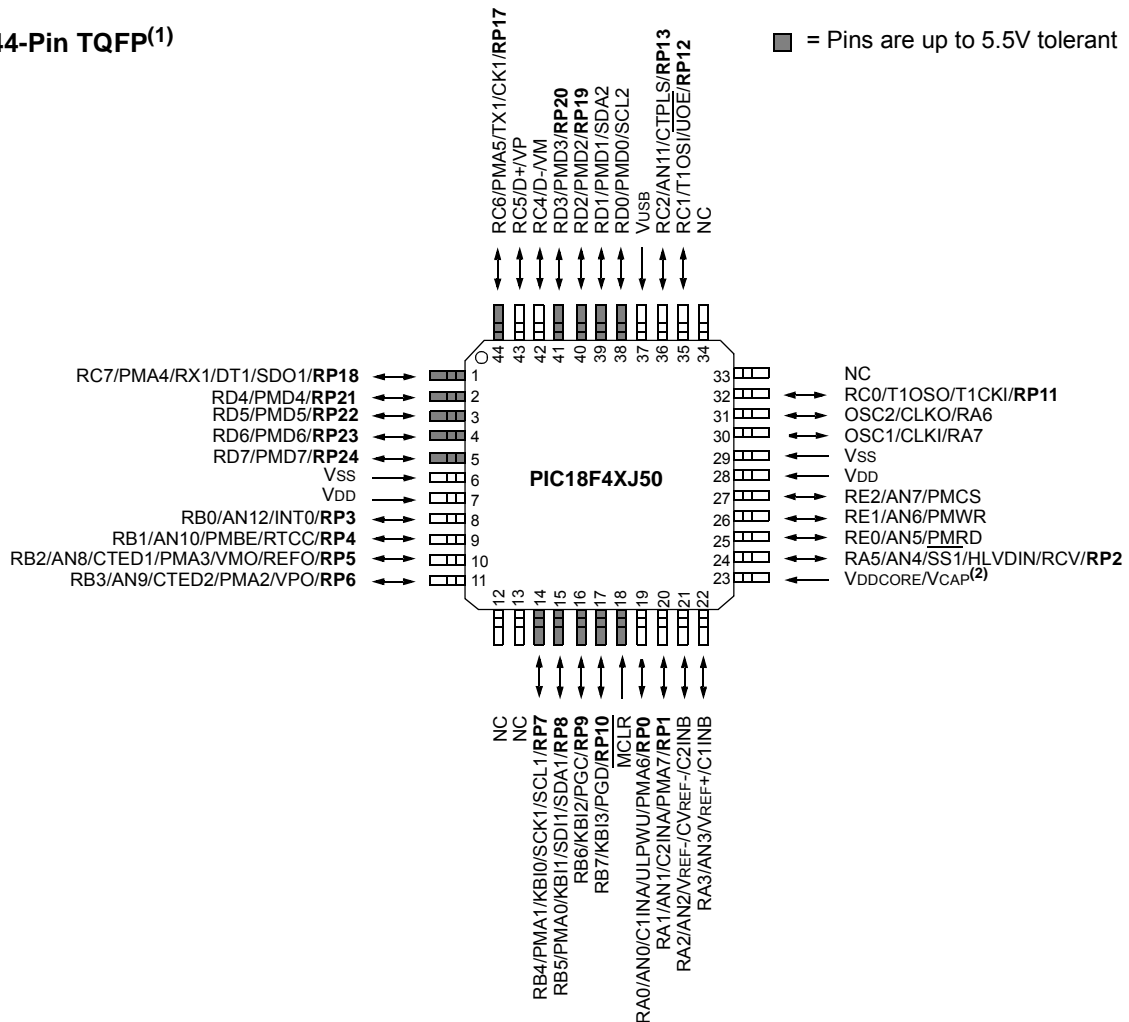 44-Pin TQFP(1)
= Pins are up to 5.5V tolerant
RC6/PMA5/TX1/CK1/RP17
RC5/D+/VP
RC4/D-/VM
RD3/PMD3/RP20
RD2/PMD2/RP19
RD1/PMD1/SDA2
RD0/PMD0/SCL2
VUSB
RC2/AN11/CTPLS/RP13
RC1/T1OSI/UOE/RP12
NC
44
43
42
41
40
39
38
37
36
35
34
RC7/PMA4/RX1/DT1/SDO1/RP18
1
RD4/PMD4/RP21
2
RD5/PMD5/RP22
3
RD6/PMD6/RP23
4
RD7/PMD7/RP24
5
VSS
6
VDD
7
RB0/AN12/INT0/RP3
8
RB1/AN10/PMBE/RTCC/RP4
9
RB2/AN8/CTED1/PMA3/VMO/REFO/RP5
10
RB3/AN9/CTED2/PMA2/VPO/RP6
11
PIC18F4XJ50
33
NC
32
RC0/T1OSO/T1CKI/RP11
31
OSC2/CLKO/RA6
30
OSC1/CLKI/RA7
29
VSS
28
VDD
27
RE2/AN7/PMCS
26
RE1/AN6/PMWR
25
RE0/AN5/PMRD
24
RA5/AN4/SS1/HLVDIN/RCV/RP2
23
VDDCORE/VCAP(2)
12
13
14
15
16
17
18
19
20
21
22
NC
NC
RB4/PMA1/KBI0/SCK1/SCL1/RP7
RB5/PMA0/KBI1/SDI1/SDA1/RP8
RB6/KBI2/PGC/RP9
RB7/KBI3/PGD/RP10
MCLR
RA0/AN0/C1INA/ULPWU/PMA6/RP0
RA1/AN1/C2INA/PMA7/RP1
RA2/AN2/VREF-/CVREF-/C2INB
RA3/AN3/VREF+/C1INB